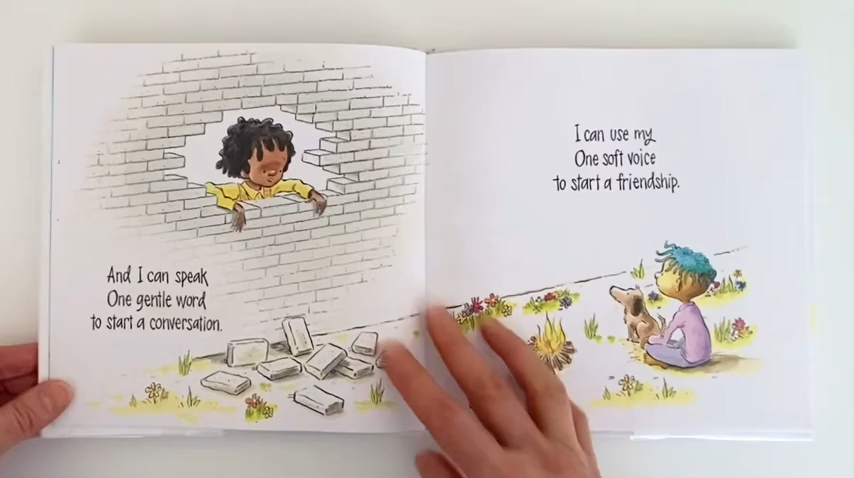 And I can speak
One gentle word
to start a conversation.
I can use my
One soft voice
to start a friendship.